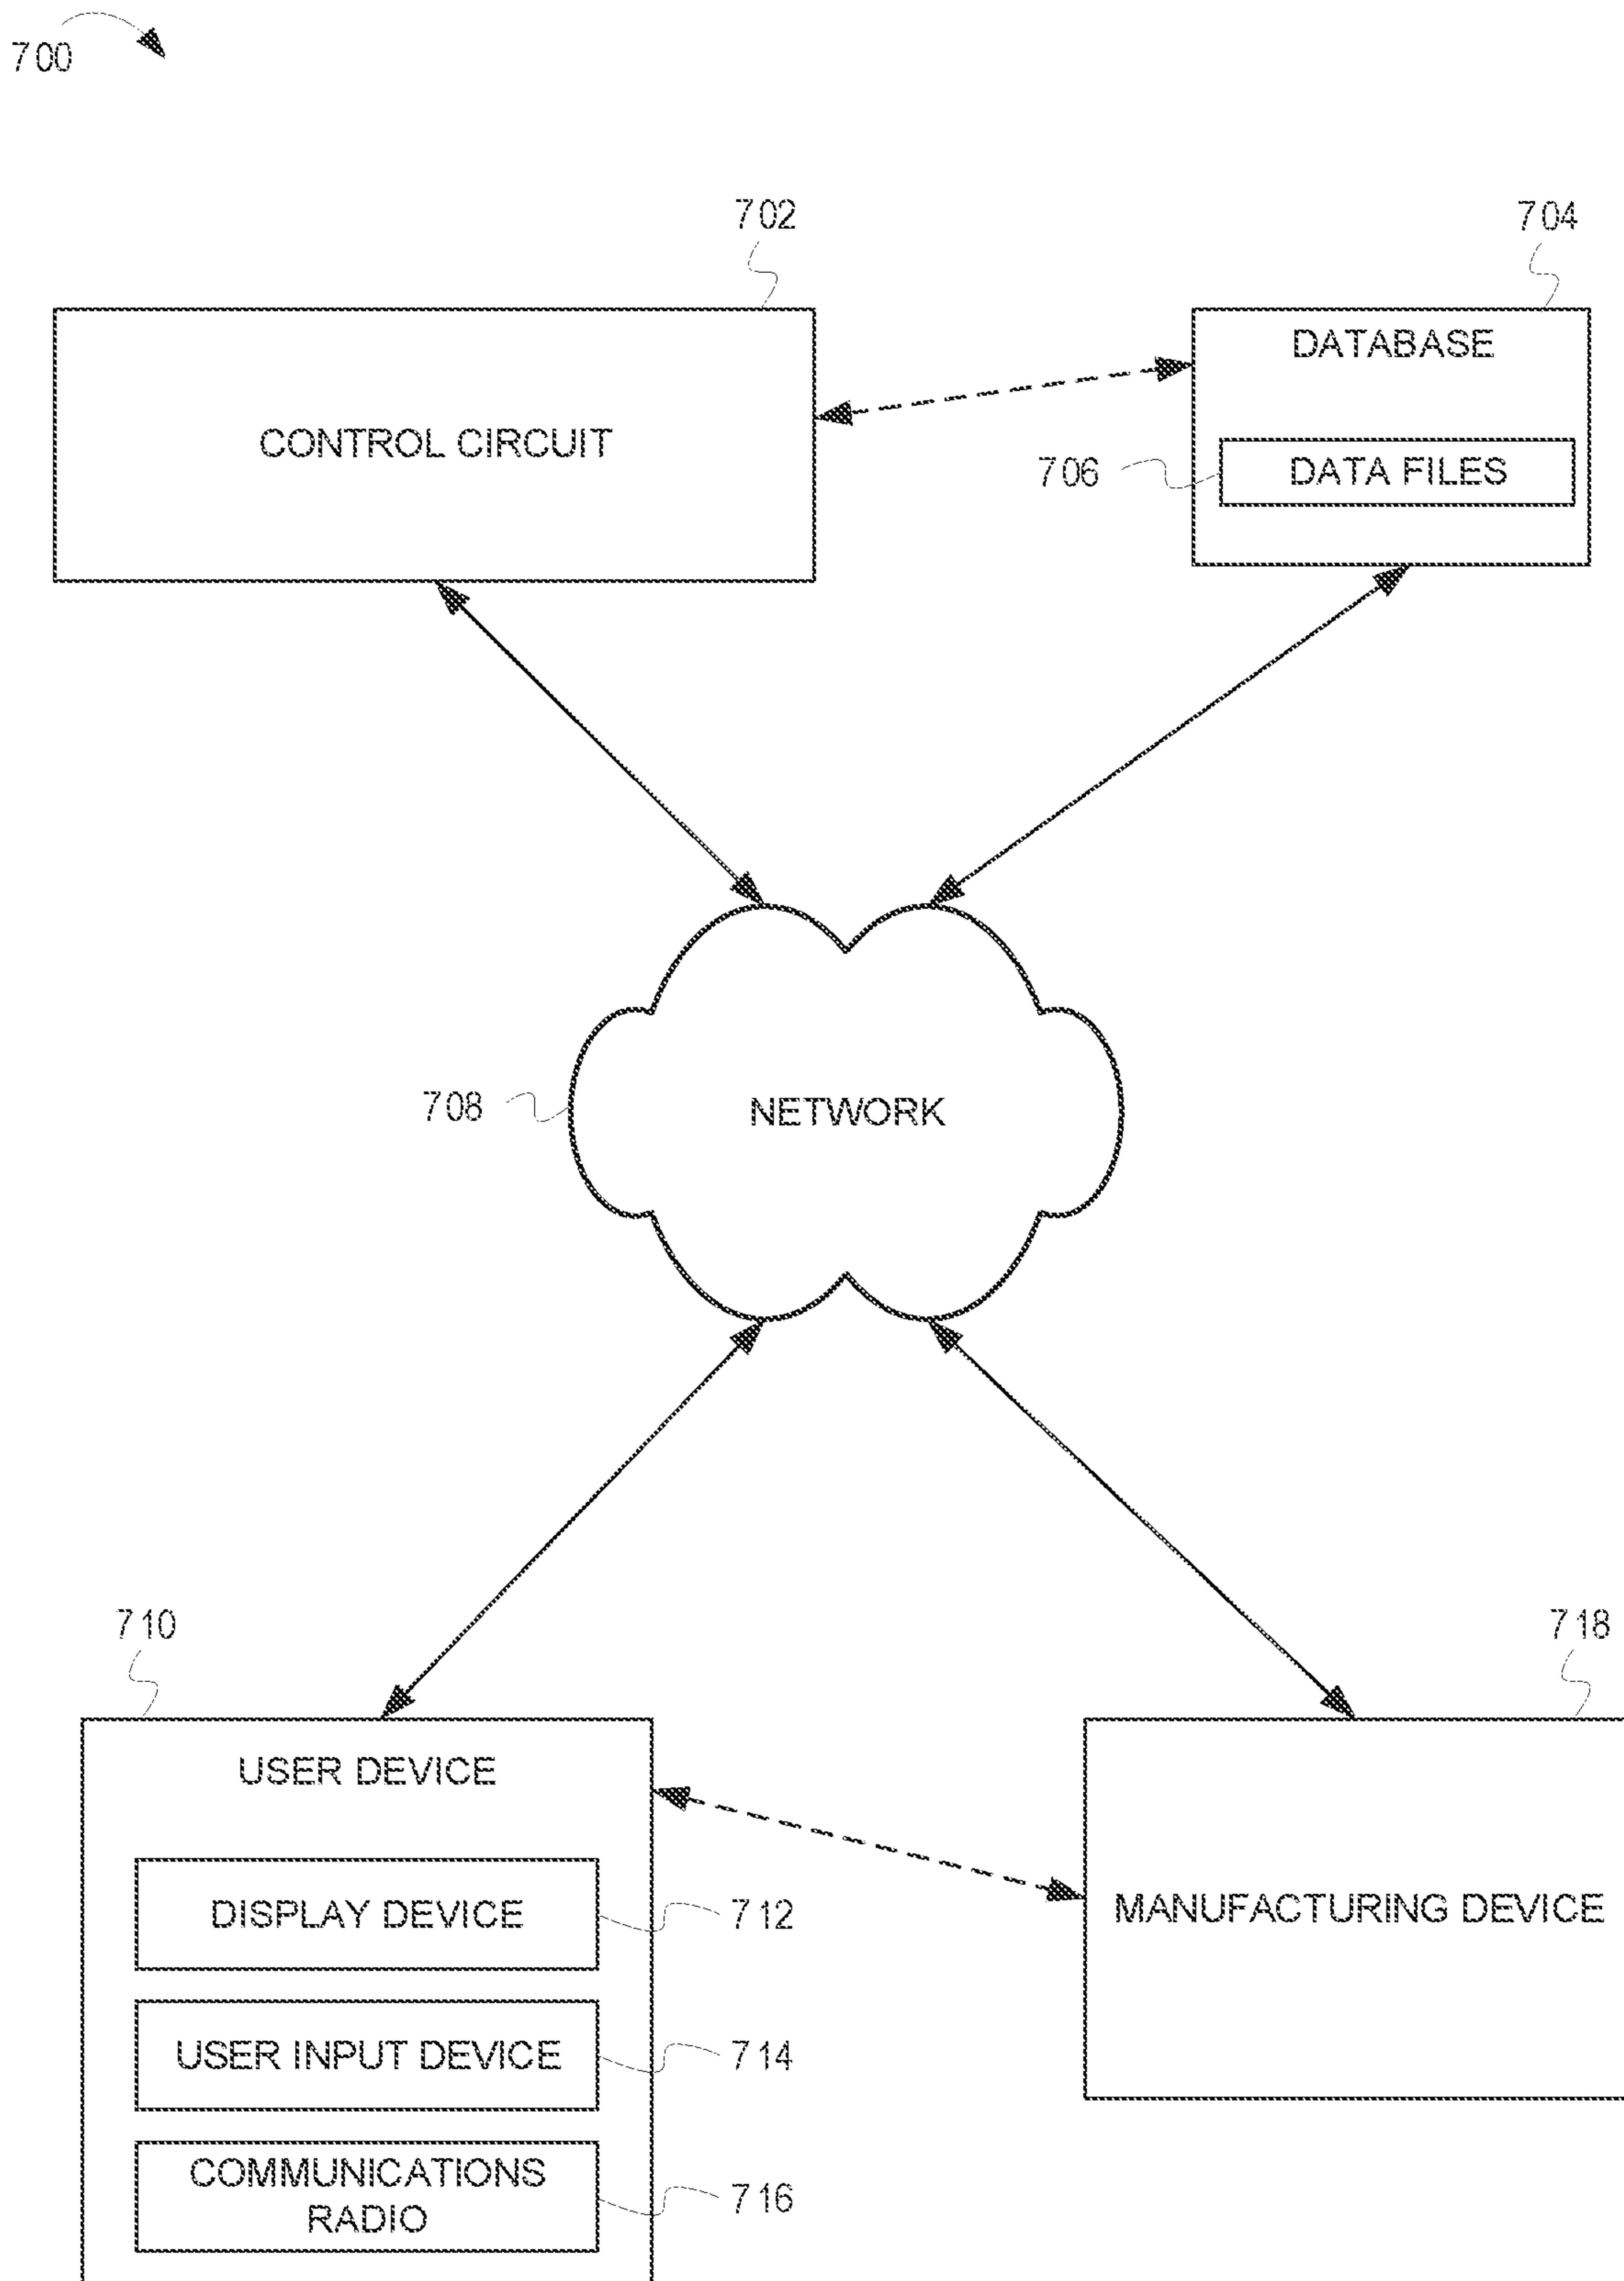 700
702
704
CONTROL CIRCUIT
DATABASE
706
DATA FILES
708
NETWORK
710
718
USER DEVICE
DISPLAY DEVICE
712
MANUFACTURING DEVICE
USER INPUT DEVICE
714
COMMUNICATIONS
RADIO
716